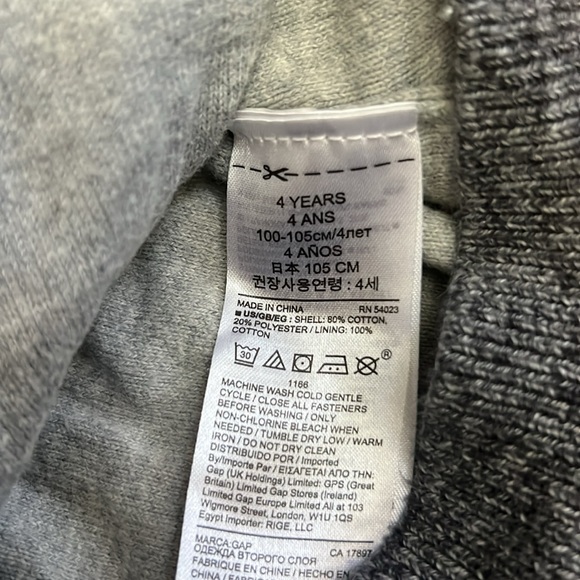 4 YEARS
4 ANS
100-105см/4лет
4 AÑOS
日本 105 CM
권장사용연령 : 4세
MADE IN CHINA RN 54023
■ US/GB/EG : SHELL: 80% COTTON,
20% POLYESTER / LINING: 100%
COTTON
30 ®
1166
MACHINE WASH COLD GENTLE
CYCLE / CLOSE ALL FASTENERS
BEFORE WASHING / ONLY
NON-CHLORINE BLEACH WHEN
NEEDED / TUMBLE DRY LOW / WARM
IRON / DO NOT DRY CLEAN
DISTRIBUIDO POR / Imported
By/Importe Par / ΕΙΣΑΓΕΤΑΙ ΑΠΟ ΤΗΝ:
Gap (UK Holdings) Limited: GPS (Great
Britain) Limited Gap Stores (Ireland)
Limited Gap Europe Limited All at 103
Wigmore Street, London, W1U 1QS
Egypt Importer: RIGE, LLC
MARCA:GAP CA 17897
ОДЕЖДА ВТОРОГО СЛОЯ
FABRIQUE EN CHINE / HECHO EN
CHINA /